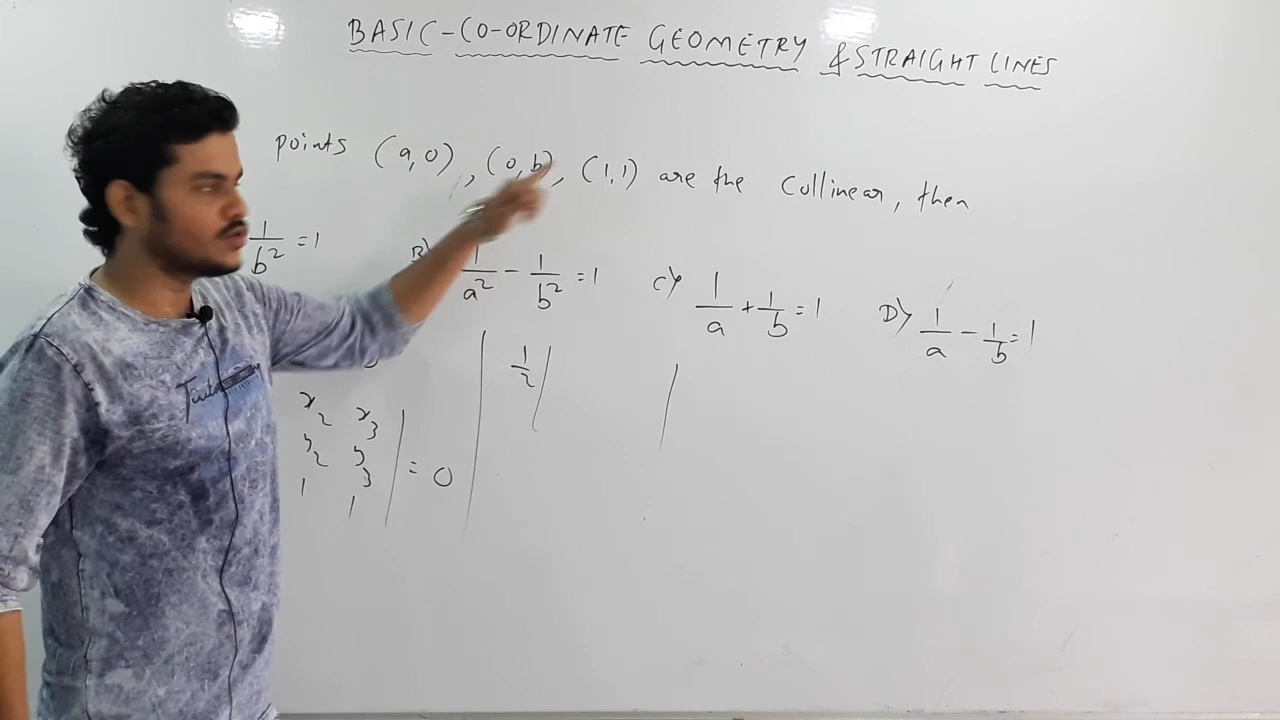 BASIC-CO-ORDINATE GEOMETRY & STRAIGHT LINES
points (a,0), (0,b), (1,1) are the Collinear, then
1/b² = 1 B) 1/a² - 1/b² = 1 C) 1/a + 1/b = 1 D) 1/a - 1/b = 1
| 1/2 | |
x₂ x₃
y₂ y₃ | = 0
1 1